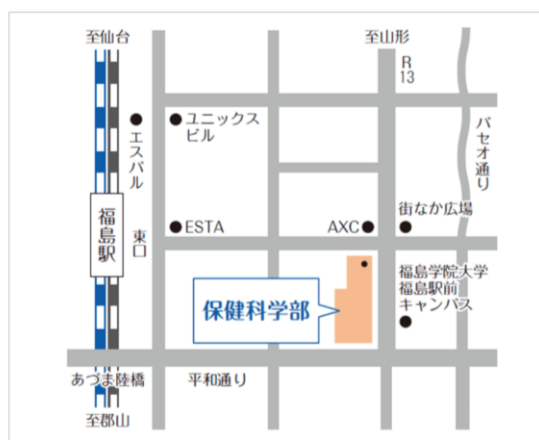 至仙台
至山形
R
13
エスパル
ユニックス
ビル
パセオ通り
福島駅
東口
ESTA
AXC
街なか広場
保健科学部
福島学院大学
福島駅前
キャンパス
あづま陸橋
平和通り
至郡山